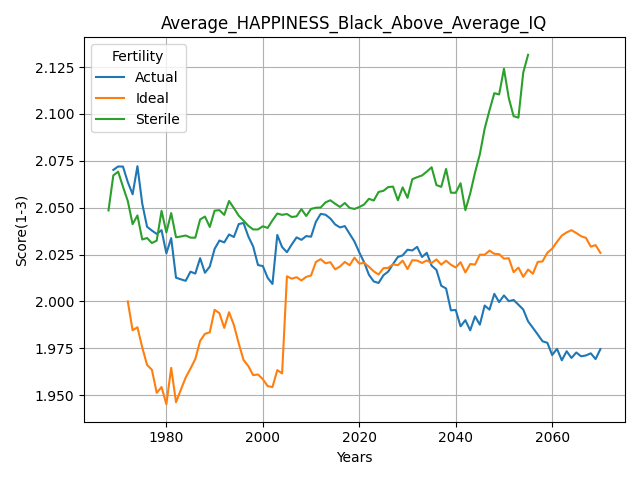 Average_HAPPINESS_Black_Above_Average_IQ
Fertility
Actual
Ideal
Sterile
2.125
2.100
2.075
2.050
2.025
2.000
1.975
1.950
Score(1-3)
1980
2000
2020
2040
2060
Years